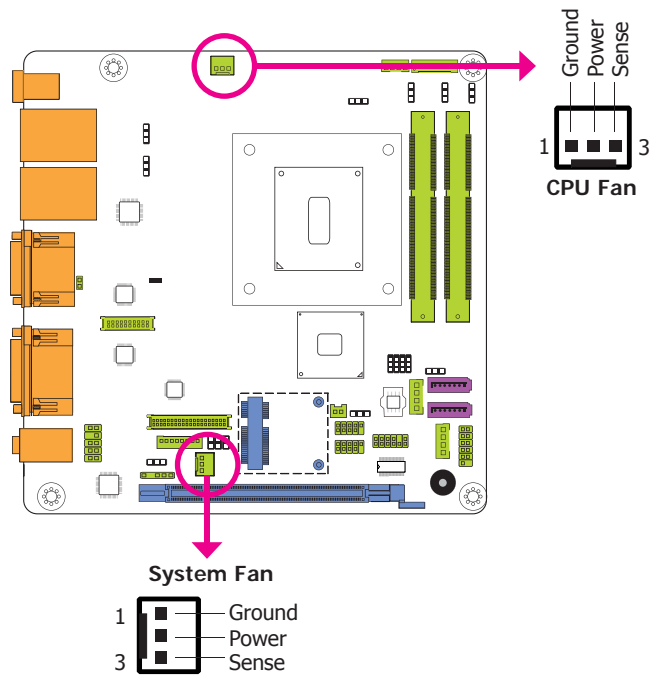 Ground
Power
Sense
1 3
CPU Fan
System Fan
1 Ground
Power
3 Sense